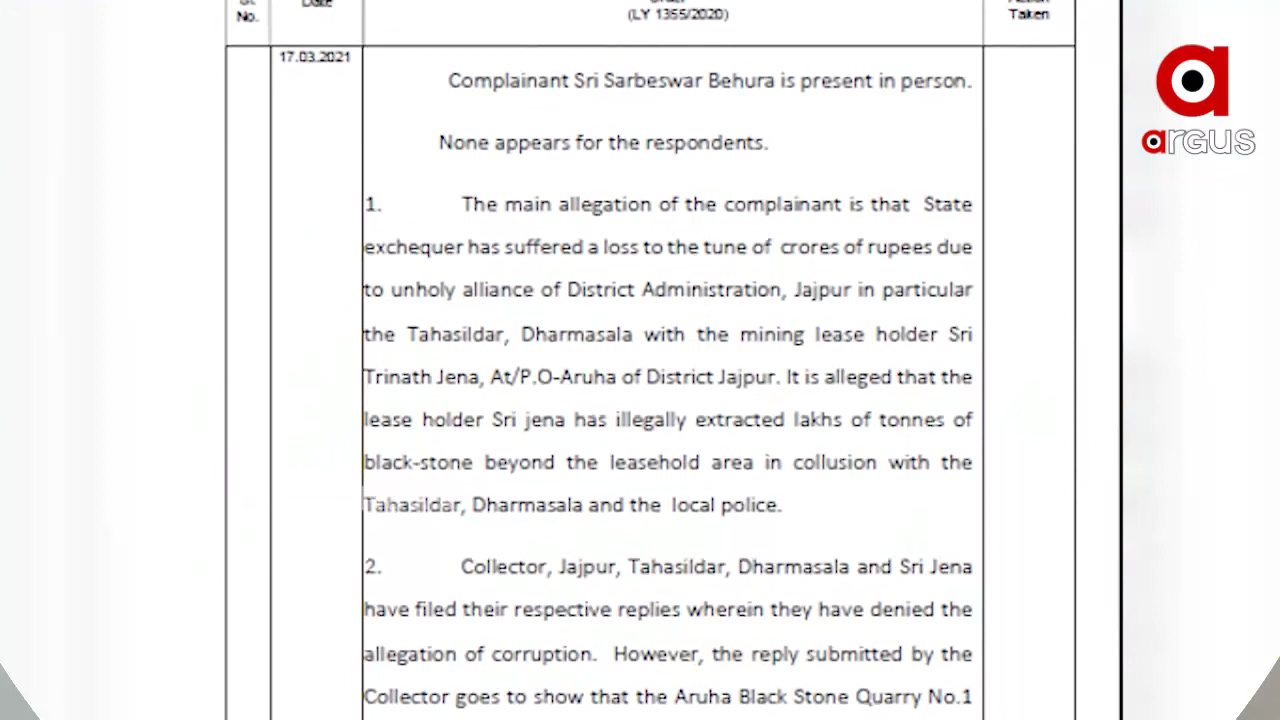 No.
Date
(LY 1355/2020)
Taken
17.03.2021
Complainant Sri Sarbeswar Behura is present in person.
None appears for the respondents.
1. The main allegation of the complainant is that State
exchequer has suffered a loss to the tune of crores of rupees due
to unholy alliance of District Administration, Jajpur in particular
the Tahasildar, Dharmasala with the mining lease holder Sri
Trinath Jena, At/P.O-Aruha of District Jajpur. It is alleged that the
lease holder Sri jena has illegally extracted lakhs of tonnes of
black-stone beyond the leasehold area in collusion with the
Tahasildar, Dharmasala and the local police.
2. Collector, Jajpur, Tahasildar, Dharmasala and Sri Jena
have filed their respective replies wherein they have denied the
allegation of corruption. However, the reply submitted by the
Collector goes to show that the Aruha Black Stone Quarry No.1
a
argus